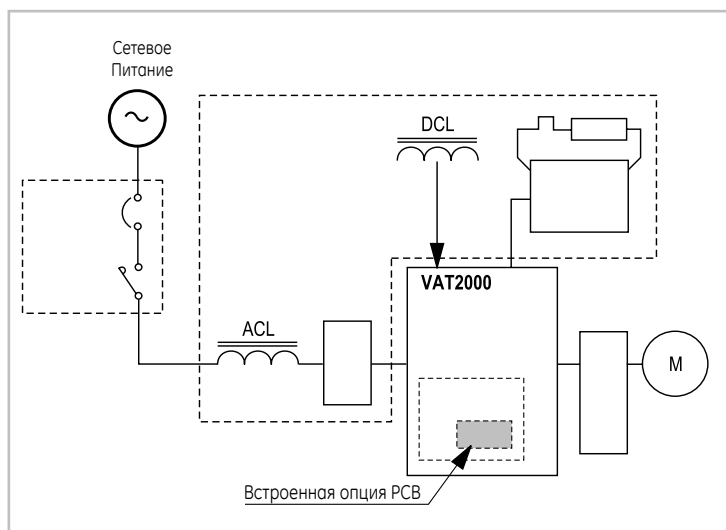 Сетевое
Питание
DCL
VAT2000
ACL
M
Встроенная опция PCB